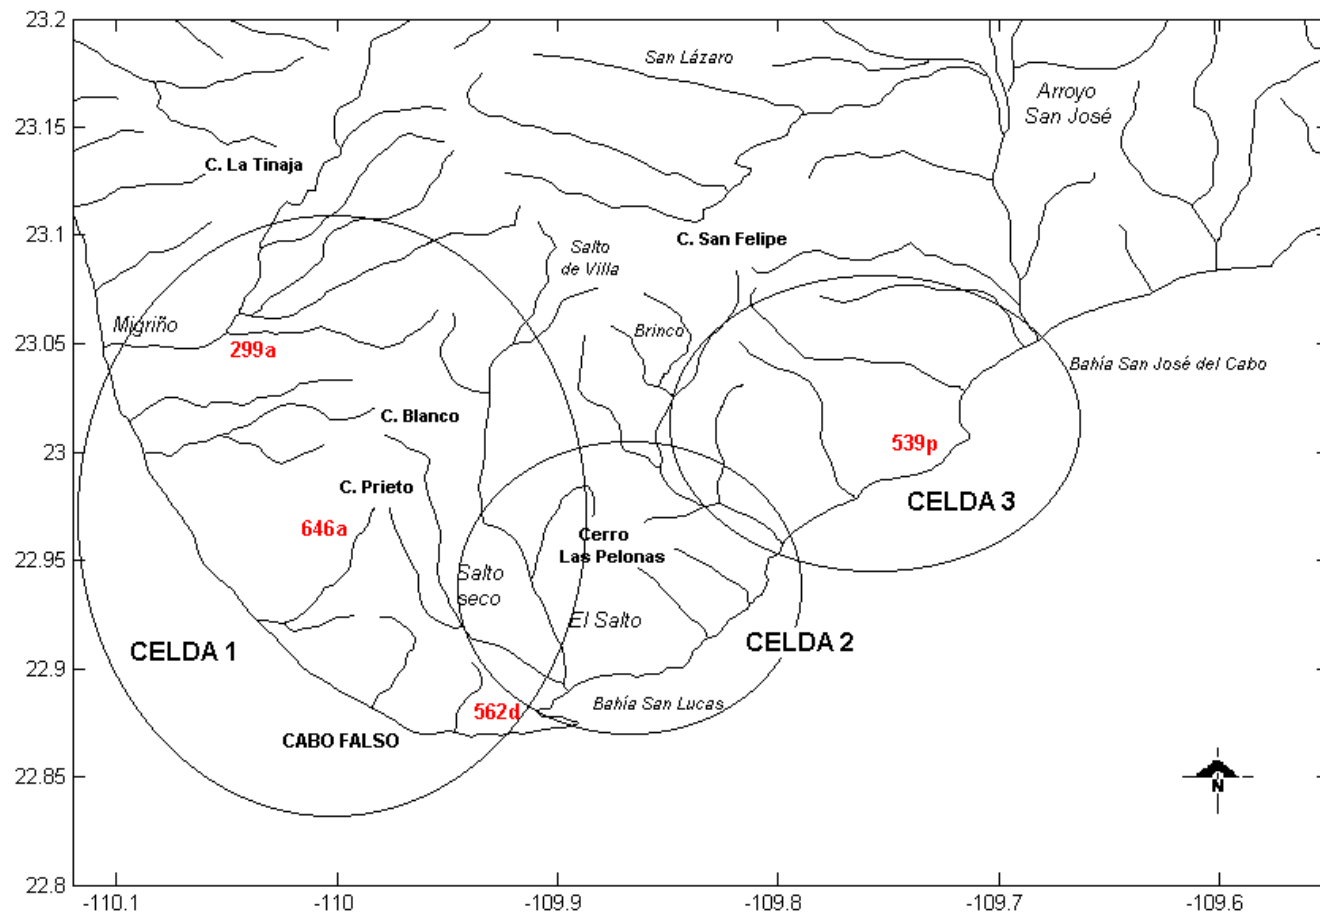 23.2
San Lázaro
Arroyo
San José
23.15
C. La Tinaja
23.1
C. San Felipe
Salto
de Villa
Migriño
Brinco
23.05
299a
Bahía San José del Cabo
C. Blanco
23
539p
C. Prieto
CELDA 3
646a
Cerro
Las Pelonas
22.95
Salto
seco
El Salto
CELDA 1
CELDA 2
22.9
Bahía San Lucas
562d
CABO FALSO
22.85
N
22.8
-110.1
-110
-109.9
-109.8
-109.7
-109.6